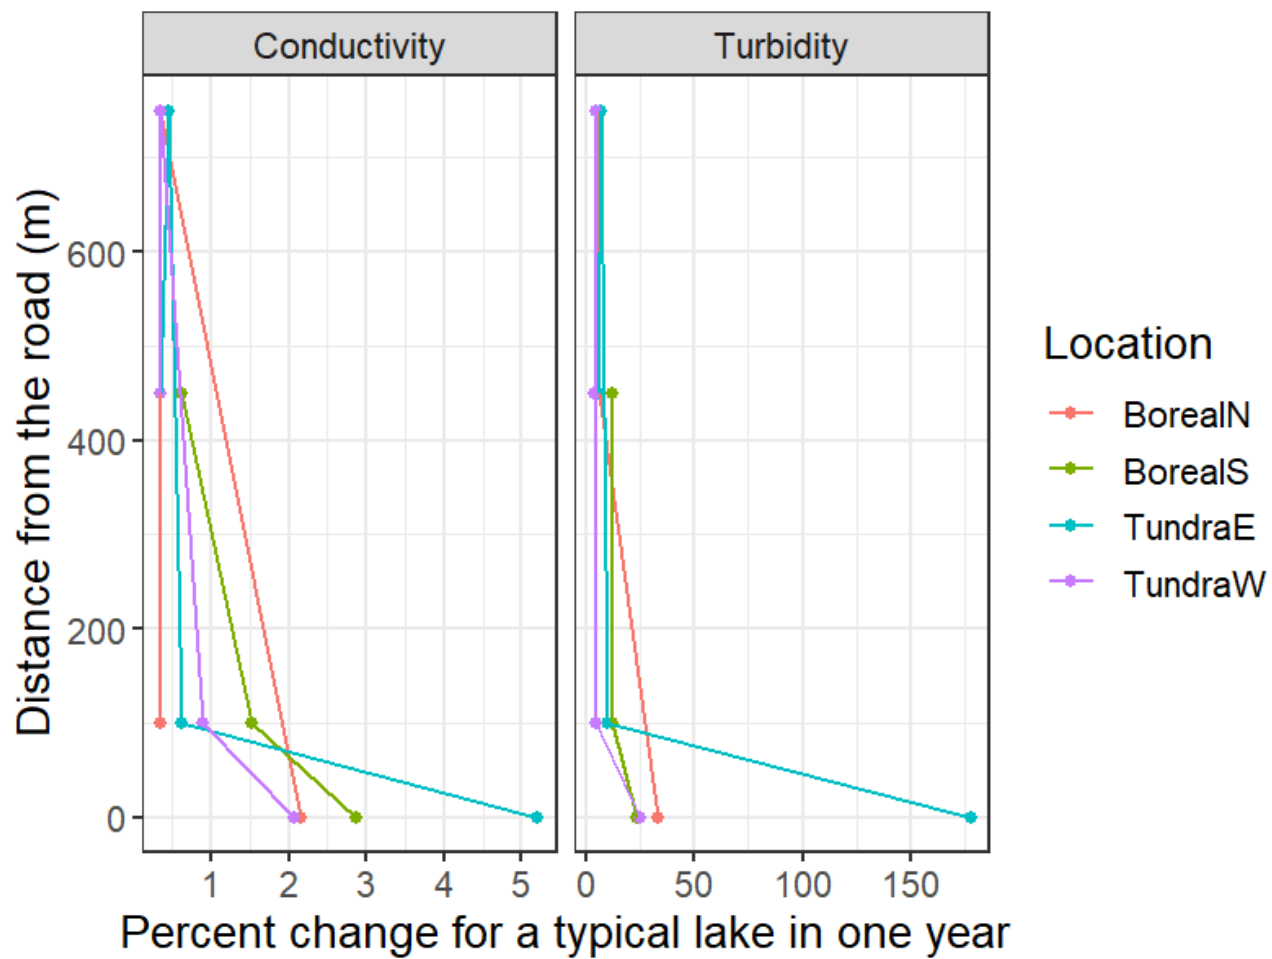 Conductivity
Turbidity
Distance from the road (m)
600
400
200
0
1 2 3 4 5
0 50 100 150
Percent change for a typical lake in one year
Location
BorealN
BorealS
TundraE
TundraW